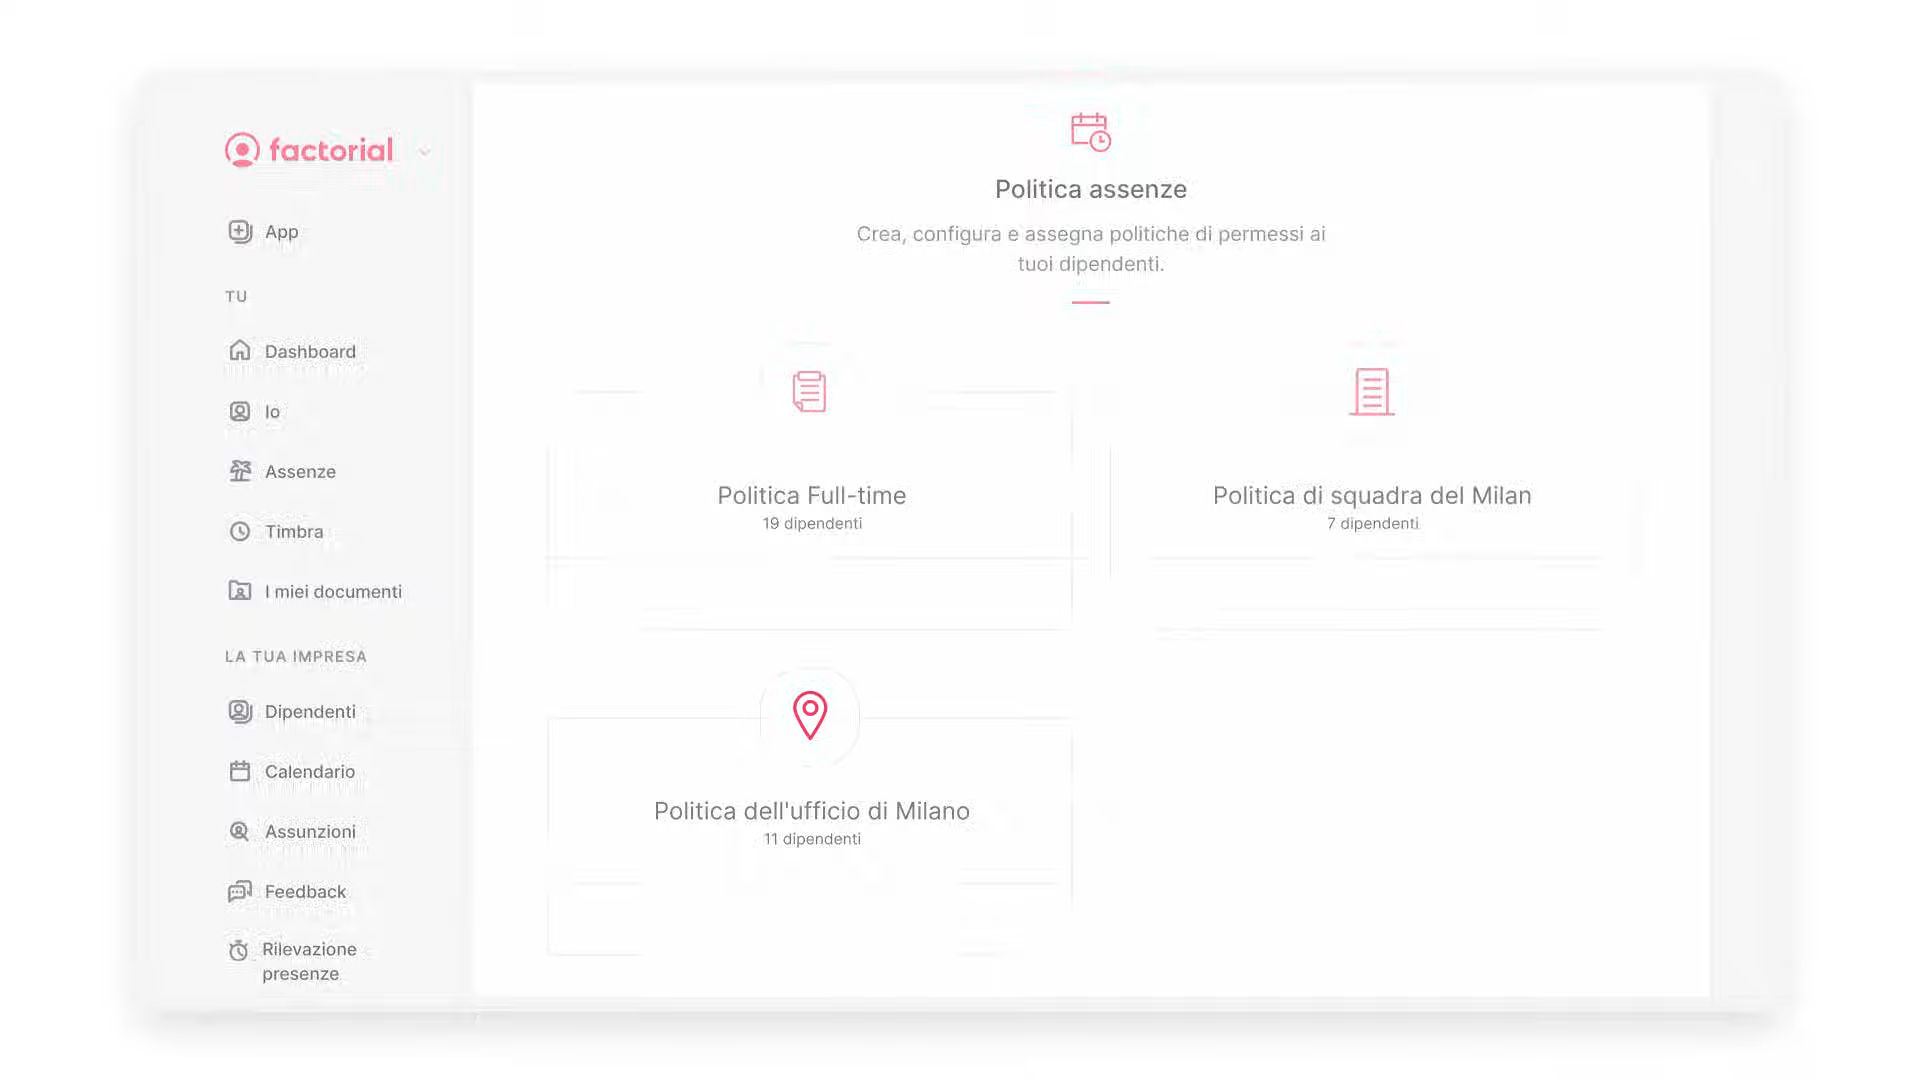 factorial
App
TU
Dashboard
Io
Assenze
Timbra
I miei documenti
LA TUA IMPRESA
Dipendenti
Calendario
Assunzioni
Feedback
Rilevazione
presenze
Politica assenze
Crea, configura e assegna politiche di permessi ai
tuoi dipendenti.
Politica Full-time
19 dipendenti
Politica di squadra del Milan
7 dipendenti
Politica dell'ufficio di Milano
11 dipendenti